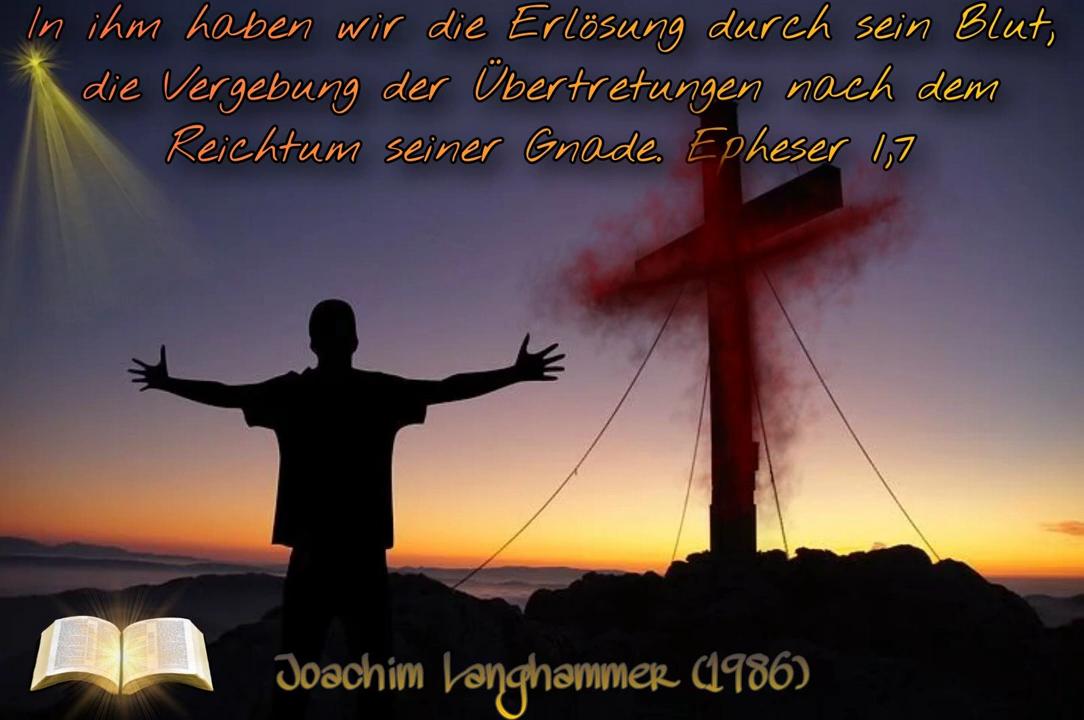 In ihm haben wir die Erlösung durch sein Blut,
die Vergebung der Übertretungen nach dem
Reichtum seiner Gnade. Epheser 1,7
Joachim Langhammer (1986)